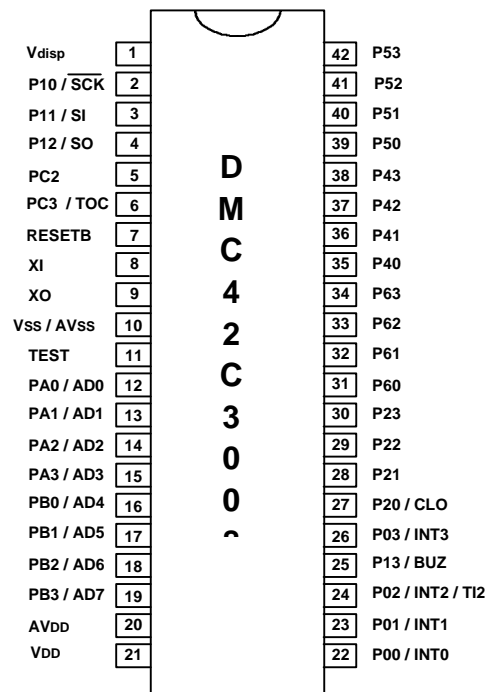 Vdisp 1 42 P53
P10 / SCK 2 41 P52
P11 / SI 3 40 P51
P12 / SO 4 39 P50
PC2 5 38 P43
PC3 / TOC 6 37 P42
RESETB 7 36 P41
XI 8 35 P40
XO 9 34 P63
VSS / AVSS 10 33 P62
TEST 11 32 P61
PA0 / AD0 12 31 P60
PA1 / AD1 13 30 P23
PA2 / AD2 14 29 P22
PA3 / AD3 15 28 P21
PB0 / AD4 16 27 P20 / CLO
PB1 / AD5 17 26 P03 / INT3
PB2 / AD6 18 25 P13 / BUZ
PB3 / AD7 19 24 P02 / INT2 / TI2
AVDD 20 23 P01 / INT1
VDD 21 22 P00 / INT0
D
M
C
4
2
C
3
0
0